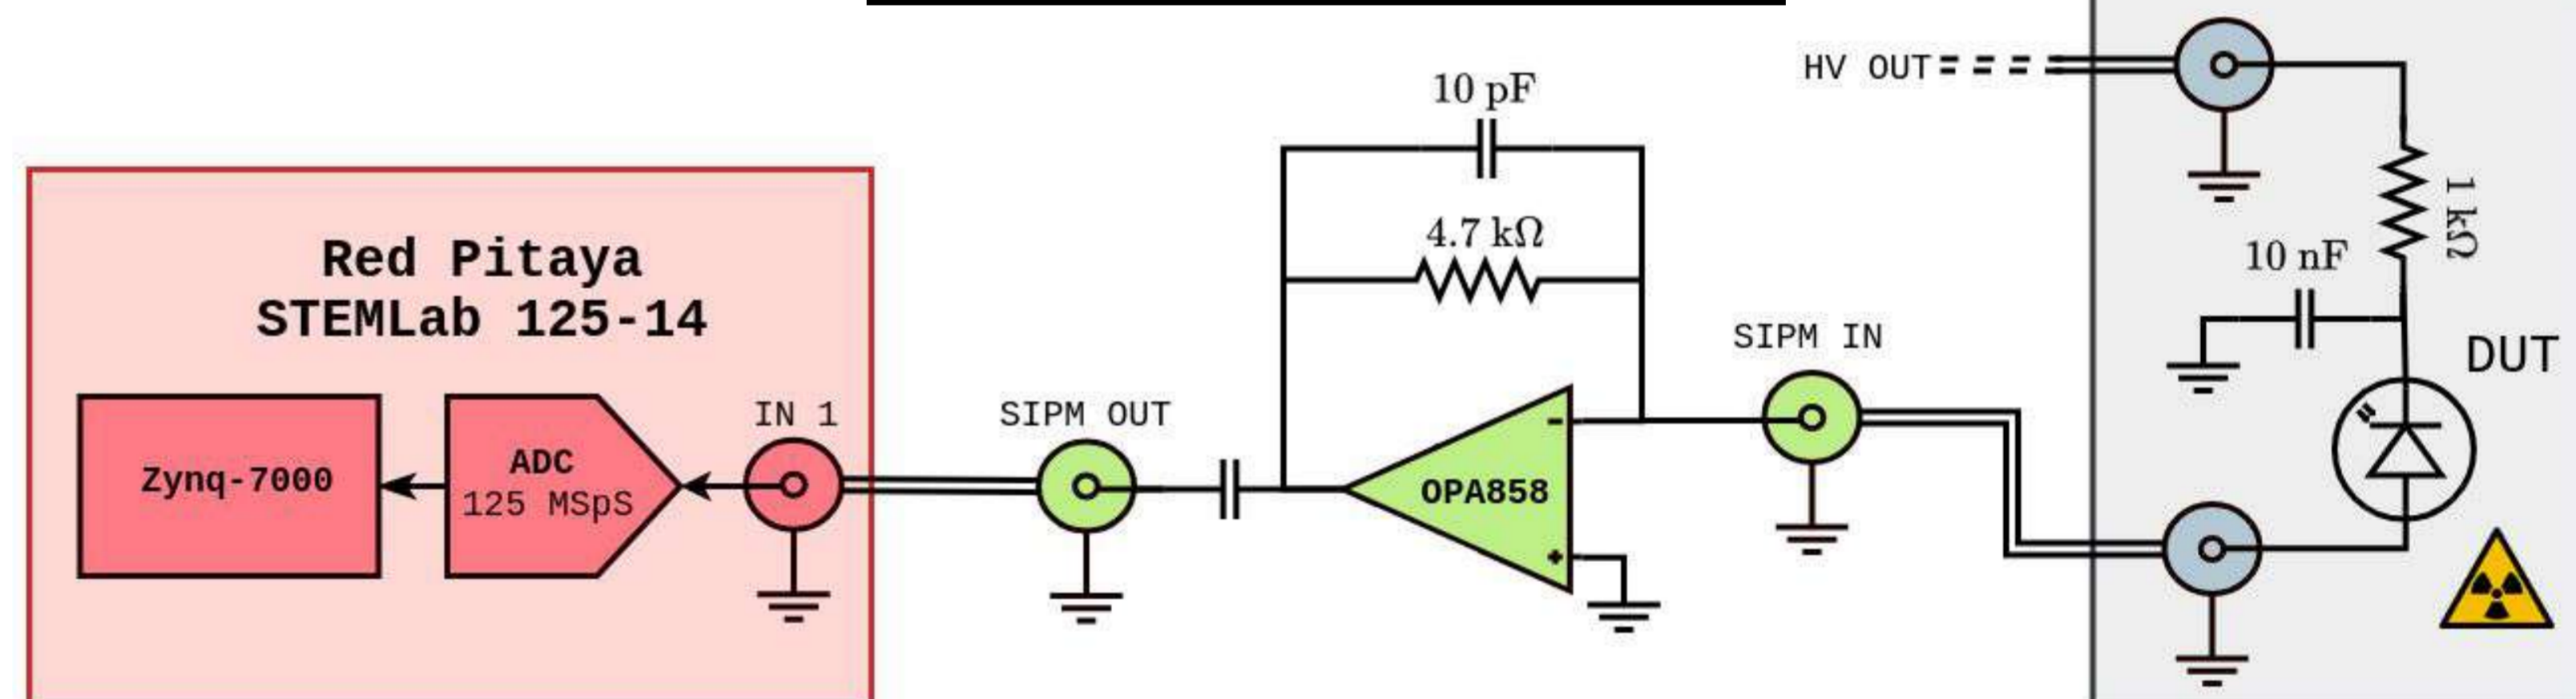 HV OUT
10 pF
4.7 kΩ
1 kΩ
10 nF
DUT
Red Pitaya
STEMLab 125-14
SIPM IN
IN 1
SIPM OUT
Zynq-7000
ADC
125 MSpS
-
OPA858
+